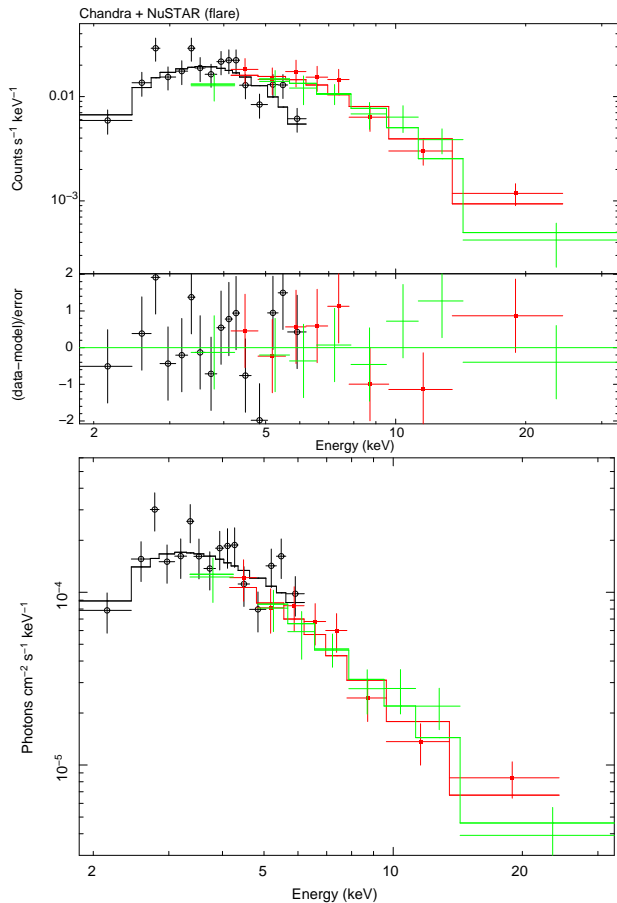 Chandra + NuSTAR (flare)
Counts s⁻¹ keV⁻¹
0.01
10⁻³
(data−model)/error
2
1
0
−1
−2
2
5
10
20
Energy (keV)
Photons cm⁻² s⁻¹ keV⁻¹
10⁻⁴
10⁻⁵
2
5
10
20
Energy (keV)